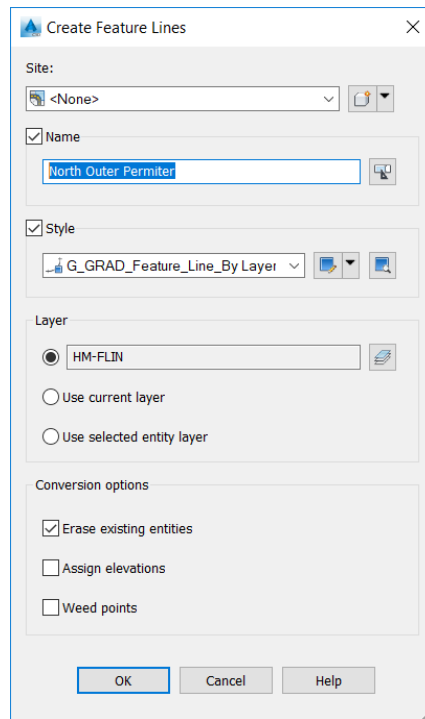 Create Feature Lines
Site:
<None>
Name
North Outer Permiter
Style
G_GRAD_Feature_Line_By Layer
Layer
HM-FLIN
Use current layer
Use selected entity layer
Conversion options
Erase existing entities
Assign elevations
Weed points
OK Cancel Help